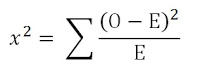 x² = ∑ (O − E)² / E